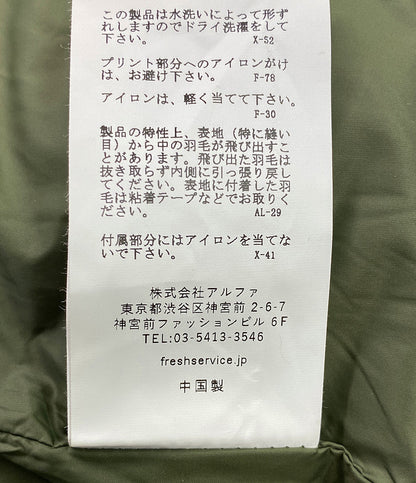 この製品は水洗いによって形ず
れしますのでドライ洗濯をして
下さい。 X-52
プリント部分へのアイロンがけ
は、お避け下さい。 F-78
アイロンは、軽く当てて下さい。
F-30
製品の特性上、表地（特に縫い
目）から中の羽毛が飛び出すこ
とがあります。飛び出た羽毛は
抜き取らず内側に引っ張り戻し
てください。表地に付着した羽
毛は粘着テープなどでお取りく
ださい。 AL-29
付属部分にはアイロンを当てな
いで下さい。 X-41
株式会社アルファ
東京都渋谷区神宮前 2-6-7
神宮前ファッションビル 6F
TEL/03-5413-3546
freshservice.jp
中国製